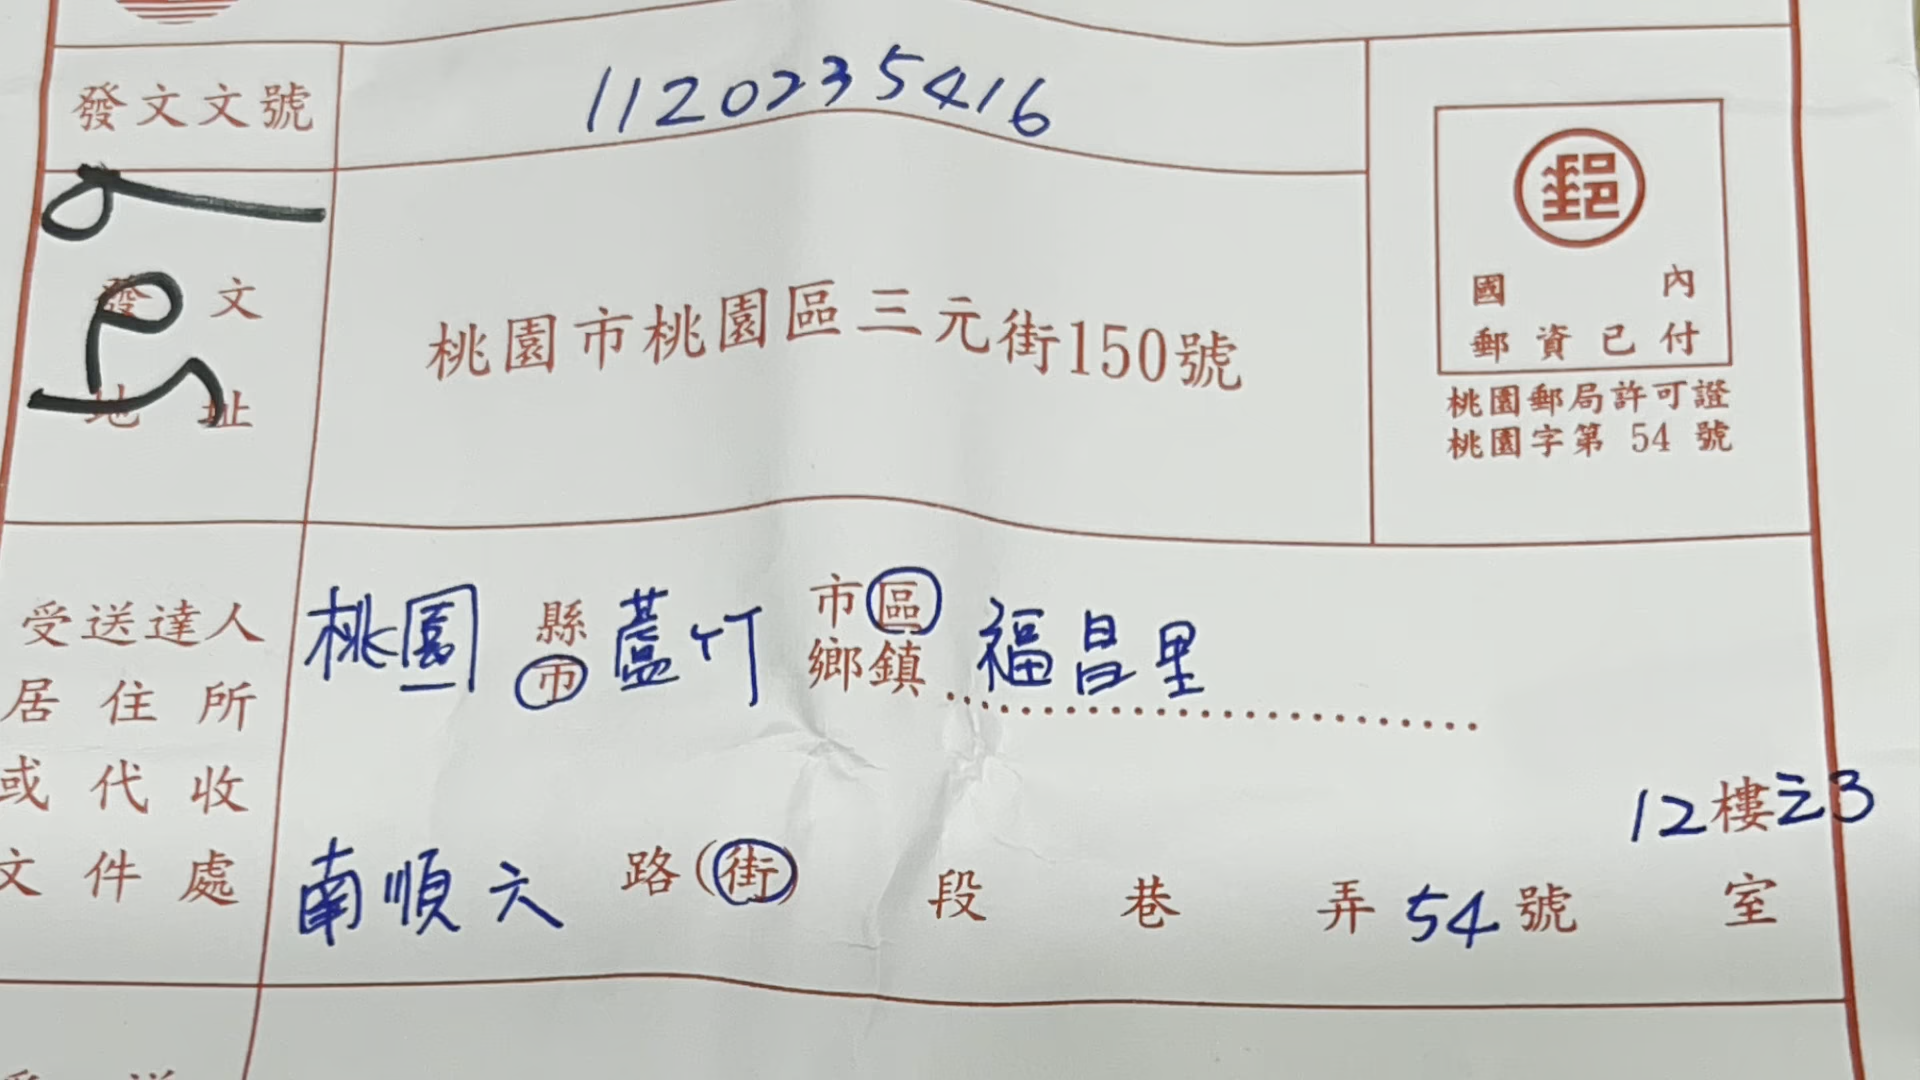 發文文號 1120235416
郵
發文
地址
桃園市桃園區三元街150號
國內
郵資已付
桃園郵局許可證
桃園字第 54 號
受送達人
居住所
或代收
文件處
桃園 縣市 蘆竹 市區鄉鎮 福昌里
南順六 路(街) 段 巷 弄 54 號 12樓之3
室